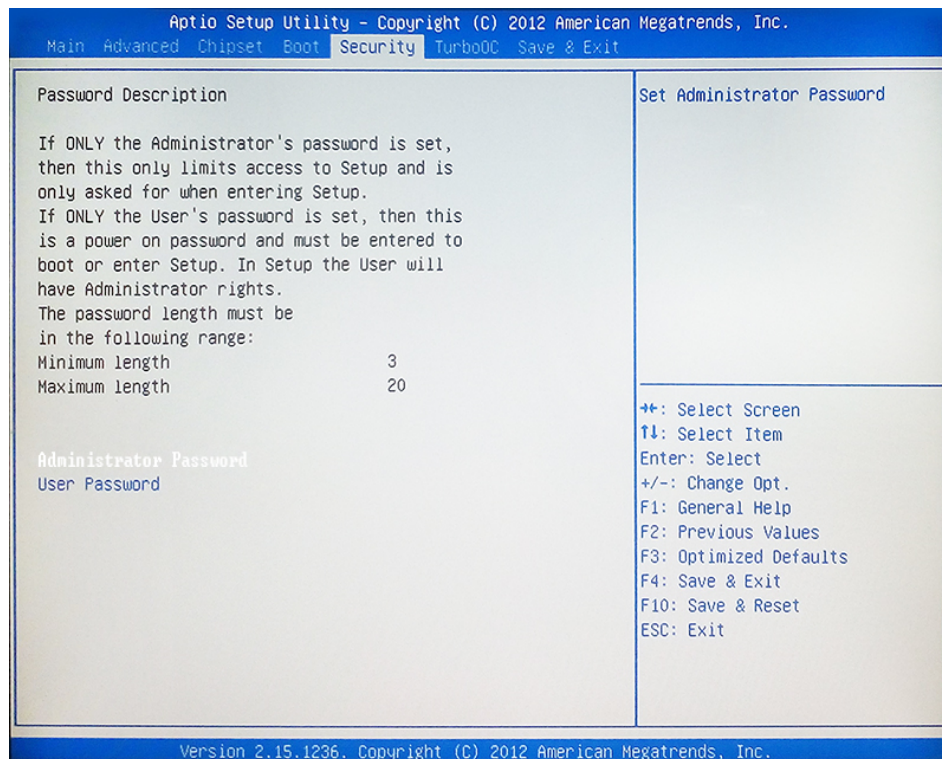 Aptio Setup Utility – Copyright (C) 2012 American Megatrends, Inc.
Main Advanced Chipset Boot Security TurboOC Save & Exit
Password Description
If ONLY the Administrator's password is set,
then this only limits access to Setup and is
only asked for when entering Setup.
If ONLY the User's password is set, then this
is a power on password and must be entered to
boot or enter Setup. In Setup the User will
have Administrator rights.
The password length must be
in the following range:
Minimum length 3
Maximum length 20
Administrator Password
User Password
Set Administrator Password
→←: Select Screen
↑↓: Select Item
Enter: Select
+/-: Change Opt.
F1: General Help
F2: Previous Values
F3: Optimized Defaults
F4: Save & Exit
F10: Save & Reset
ESC: Exit
Version 2.15.1236. Copyright (C) 2012 American Megatrends, Inc.